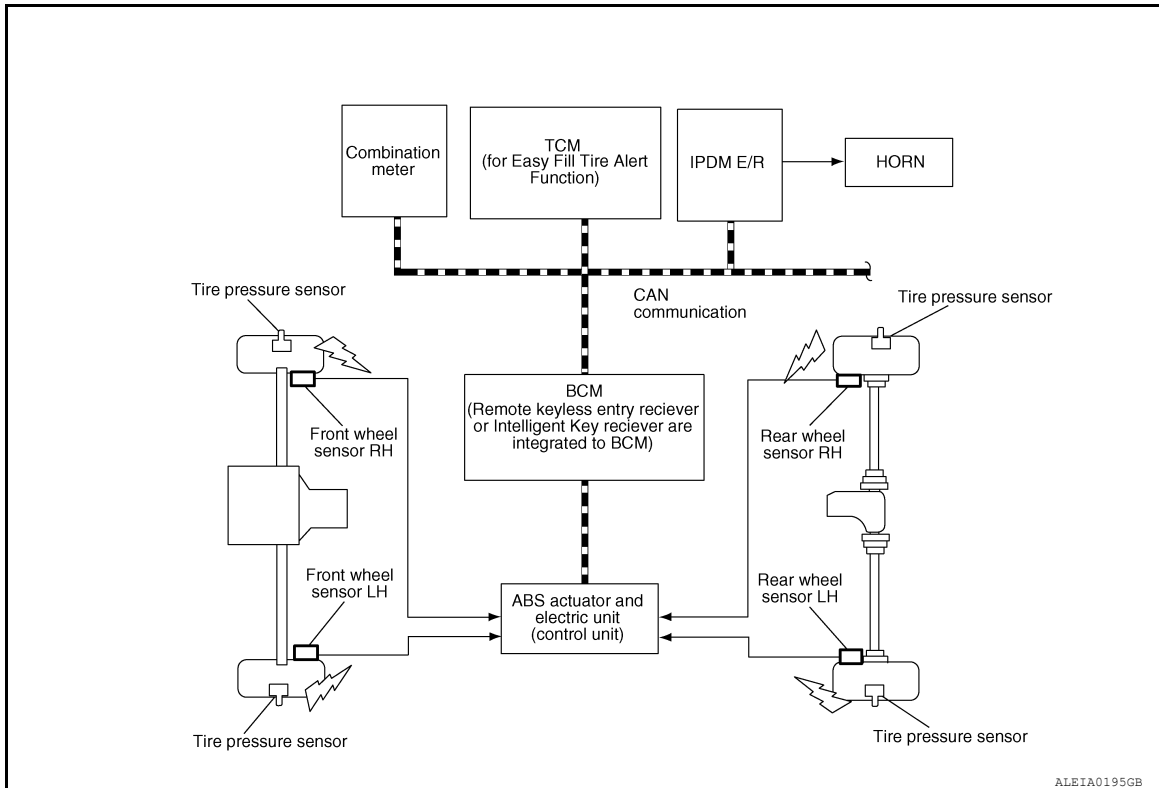 Combination
meter
TCM
(for Easy Fill Tire Alert
Function)
IPDM E/R
HORN
CAN
communication
Tire pressure sensor
Tire pressure sensor
BCM
(Remote keyless entry reciever
or Intelligent Key reciever are
integrated to BCM)
Front wheel
sensor RH
Rear wheel
sensor RH
Front wheel
sensor LH
ABS actuator and
electric unit
(control unit)
Rear wheel
sensor LH
Tire pressure sensor
Tire pressure sensor
ALEIA0195GB